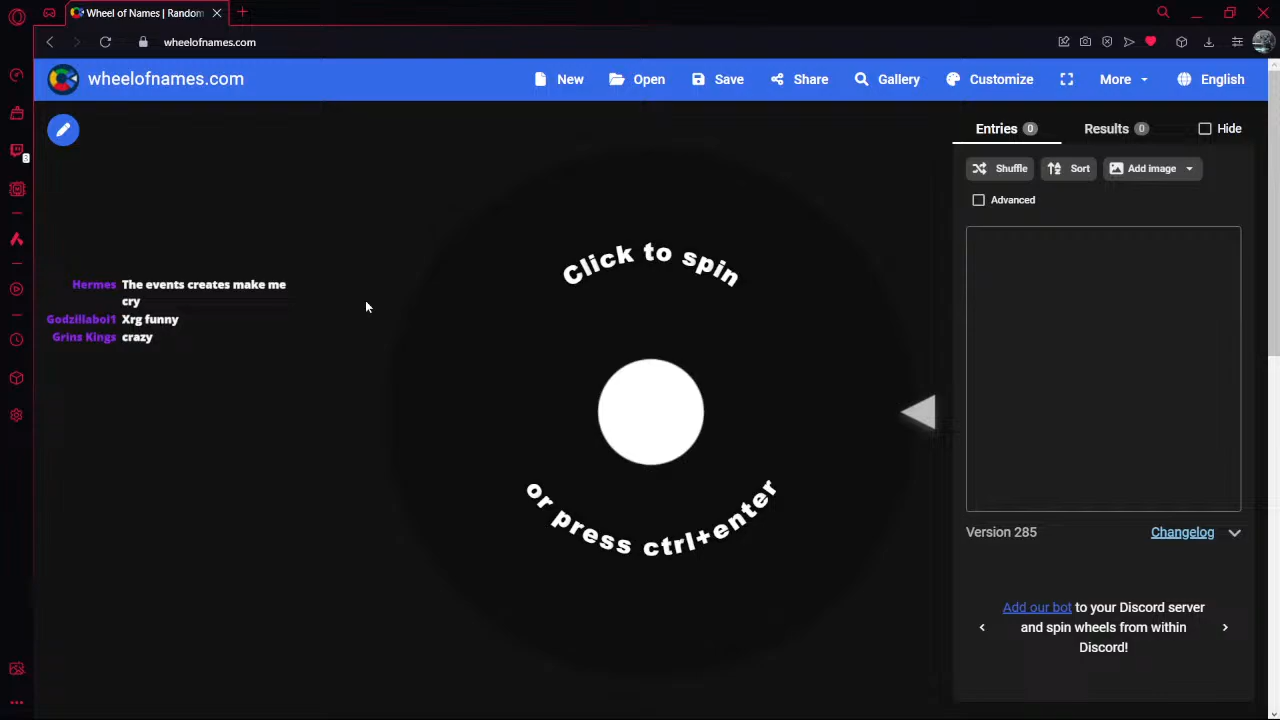 Wheel of Names | Random
wheelofnames.com
wheelofnames.com
New
Open
Save
Share
Gallery
Customize
More
English
Entries 0
Results 0
Hide
Shuffle
Sort
Add image
Advanced
Click to spin
or press ctrl+enter
Hermes The events creates make me
cry
Godzillaboi1 Xrg funny
Grins Kings crazy
Version 285
Changelog
Add our bot to your Discord server
and spin wheels from within
Discord!